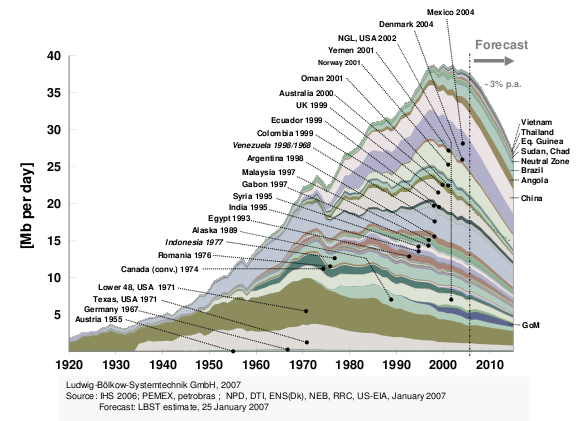 Mexico 2004
Denmark 2004
NGL, USA 2002
Yemen 2001
Norway 2001
Oman 2001
Australia 2000
UK 1999
Ecuador 1999
Colombia 1999
Venezuela 1998/1968
Argentina 1998
Malaysia 1997
Gabon 1997
Syria 1995
India 1995
Egypt 1993
Alaska 1989
Indonesia 1977
Romania 1976
Canada (conv.) 1974
Lower 48, USA 1971
Texas, USA 1971
Germany 1967
Austria 1955
Forecast
- 3% p.a.
Vietnam
Thailand
Eq. Guinea
Sudan, Chad
Neutral Zone
Brazil
Angola
China
GoM
[Mb per day]
40
35
30
25
20
15
10
5
1920 1930 1940 1950 1960 1970 1980 1990 2000 2010
Ludwig-Bölkow-Systemtechnik GmbH, 2007
Source: IHS 2006; PEMEX, petrobras ; NPD, DTI, ENS(Dk), NEB, RRC, US-EIA, January 2007
Forecast: LBST estimate, 25 January 2007